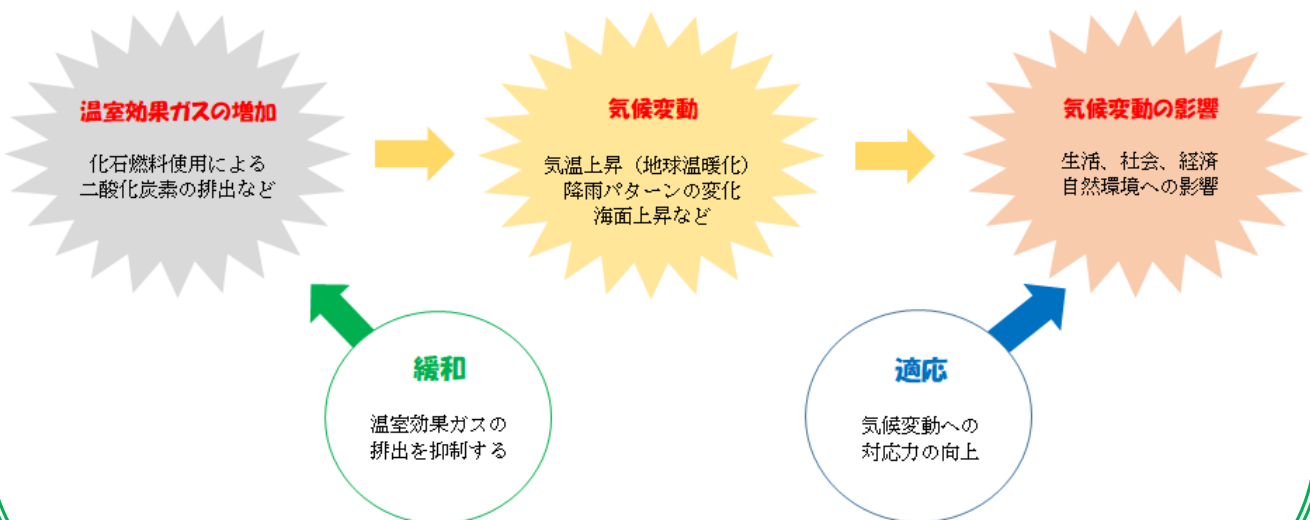 温室効果ガスの増加
化石燃料使用による
二酸化炭素の排出など
気候変動
気温上昇（地球温暖化）
降雨パターンの変化
海面上昇など
気候変動の影響
生活、社会、経済
自然環境への影響
緩和
温室効果ガスの
排出を抑制する
適応
気候変動への
対応力の向上